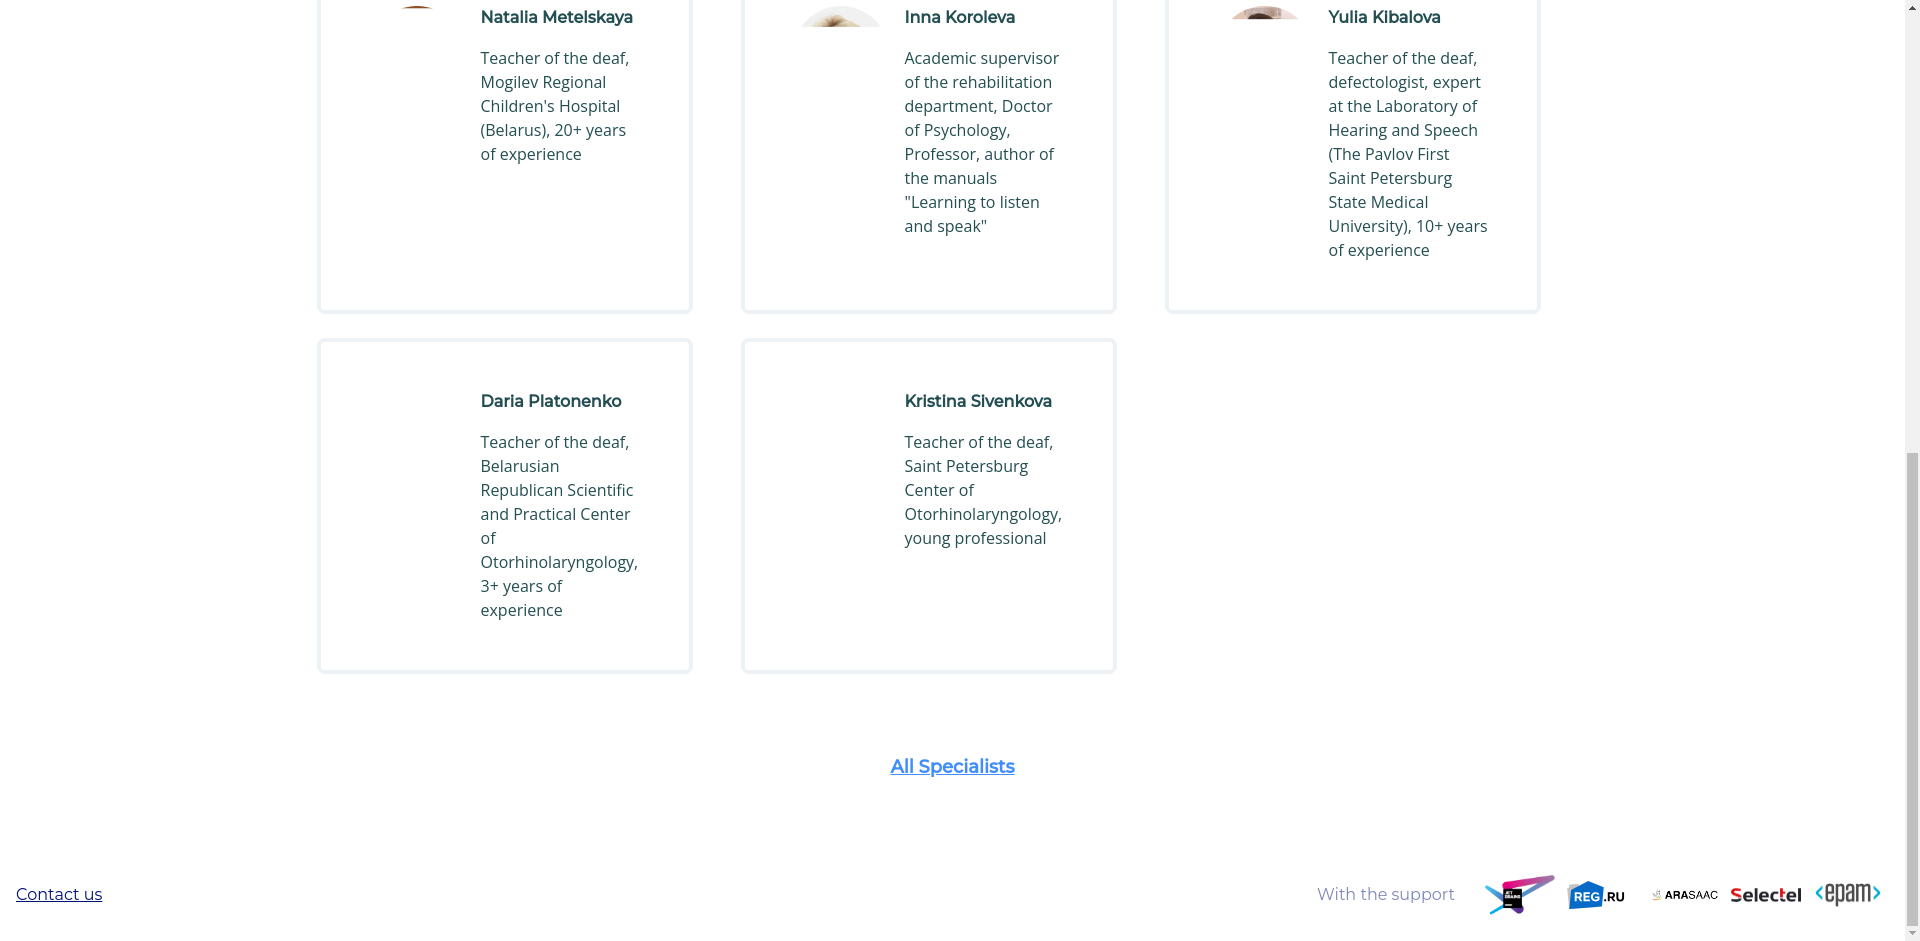 Natalia Metelskaya
Teacher of the deaf,
Mogilev Regional
Children's Hospital
(Belarus), 20+ years
of experience
Inna Koroleva
Academic supervisor
of the rehabilitation
department, Doctor
of Psychology,
Professor, author of
the manuals
"Learning to listen
and speak"
Yulia Kibalova
Teacher of the deaf,
defectologist, expert
at the Laboratory of
Hearing and Speech
(The Pavlov First
Saint Petersburg
State Medical
University), 10+ years
of experience
Daria Platonenko
Teacher of the deaf,
Belarusian
Republican Scientific
and Practical Center
of
Otorhinolaryngology,
3+ years of
experience
Kristina Sivenkova
Teacher of the deaf,
Saint Petersburg
Center of
Otorhinolaryngology,
young professional
All Specialists
Contact us
With the support
JET
BRAINS
REG.RU
ARASAAC
Selectel
<epam>